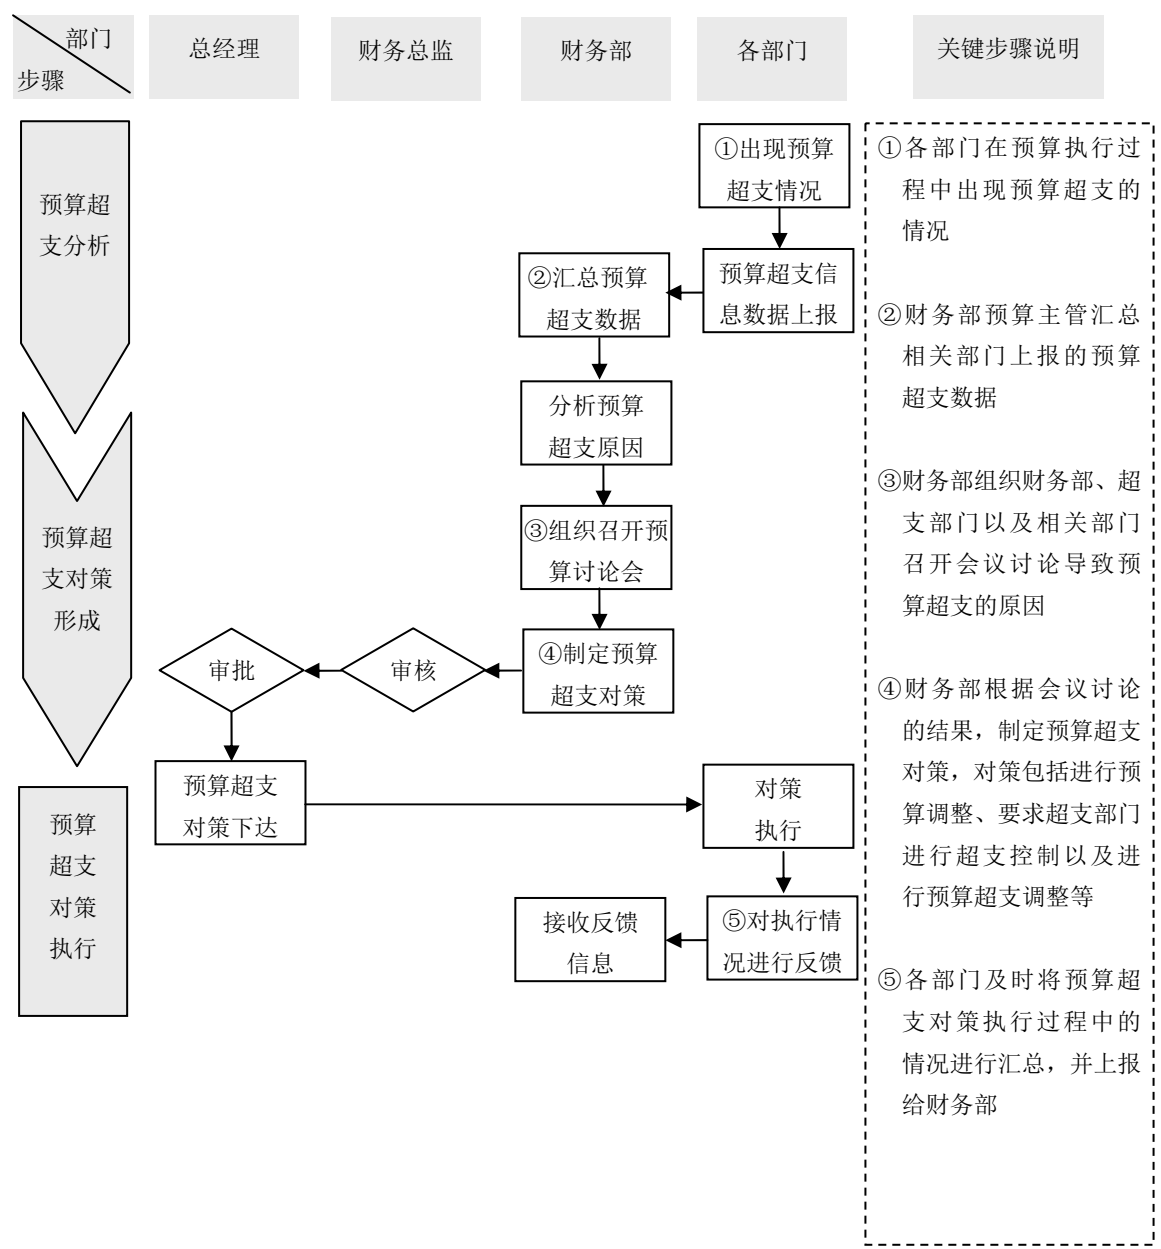 部门
步骤
总经理
财务总监
财务部
各部门
关键步骤说明
预算超
支分析
预算超
支对策
形成
预算
超支
对策
执行
①出现预算
超支情况
预算超支信
息数据上报
②汇总预算
超支数据
分析预算
超支原因
③组织召开预
算讨论会
④制定预算
超支对策
审核
审批
预算超支
对策下达
对策
执行
⑤对执行情
况进行反馈
接收反馈
信息
①各部门在预算执行过
程中出现预算超支的
情况
②财务部预算主管汇总
相关部门上报的预算
超支数据
③财务部组织财务部、超
支部门以及相关部门
召开会议讨论导致预
算超支的原因
④财务部根据会议讨论
的结果，制定预算超支
对策，对策包括进行预
算调整、要求超支部门
进行超支控制以及进
行预算超支调整等
⑤各部门及时将预算超
支对策执行过程中的
情况进行汇总，并上报
给财务部